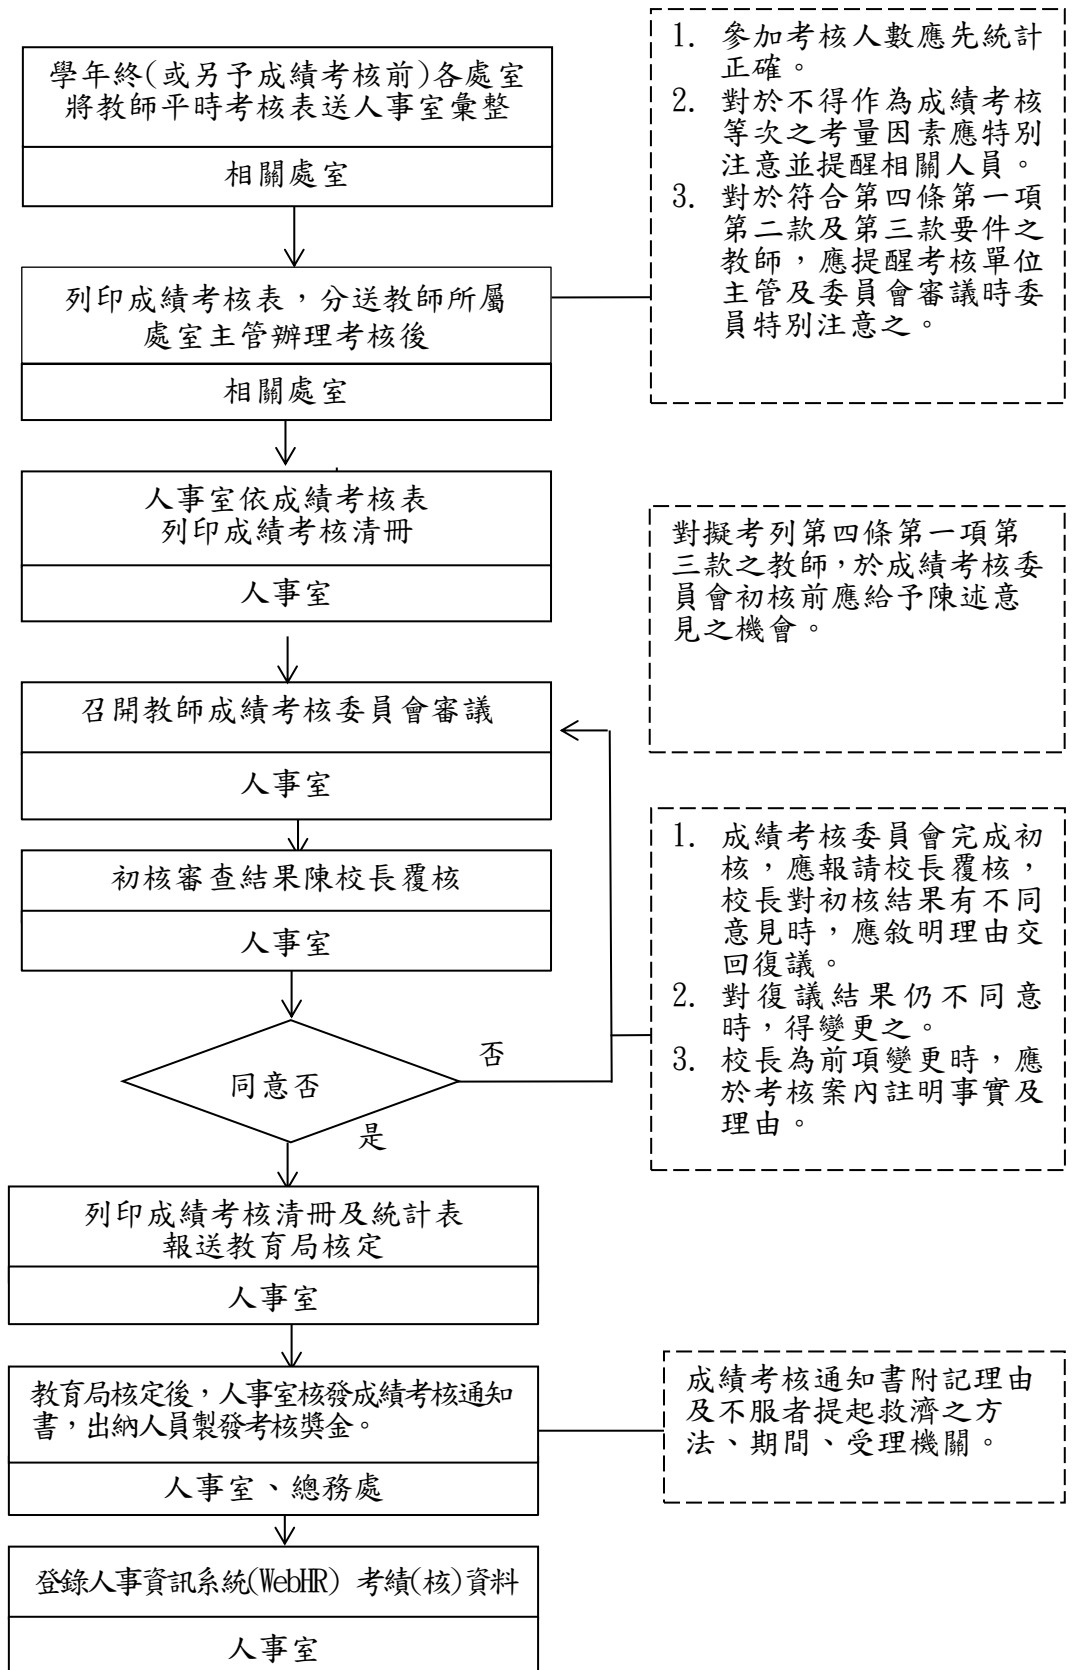 學年終(或另予成績考核前)各處室
將教師平時考核表送人事室彙整
相關處室
1. 參加考核人數應先統計
正確。
2. 對於不得作為成績考核
等次之考量因素應特別
注意並提醒相關人員。
3. 對於符合第四條第一項
第二款及第三款要件之
教師，應提醒考核單位
主管及委員會審議時委
員特別注意之。
列印成績考核表，分送教師所屬
處室主管辦理考核後
相關處室
人事室依成績考核表
列印成績考核清冊
人事室
對擬考列第四條第一項第
三款之教師，於成績考核委
員會初核前應給予陳述意
見之機會。
召開教師成績考核委員會審議
人事室
初核審查結果陳校長覆核
人事室
1. 成績考核委員會完成初
核，應報請校長覆核，
校長對初核結果有不同
意見時，應敘明理由交
回復議。
2. 對復議結果仍不同意
時，得變更之。
3. 校長為前項變更時，應
於考核案內註明事實及
理由。
同意否
否
是
列印成績考核清冊及統計表
報送教育局核定
人事室
教育局核定後，人事室核發成績考核通知
書，出納人員製發考核獎金。
人事室、總務處
成績考核通知書附記理由
及不服者提起救濟之方
法、期間、受理機關。
登錄人事資訊系統(WebHR) 考績(核)資料
人事室